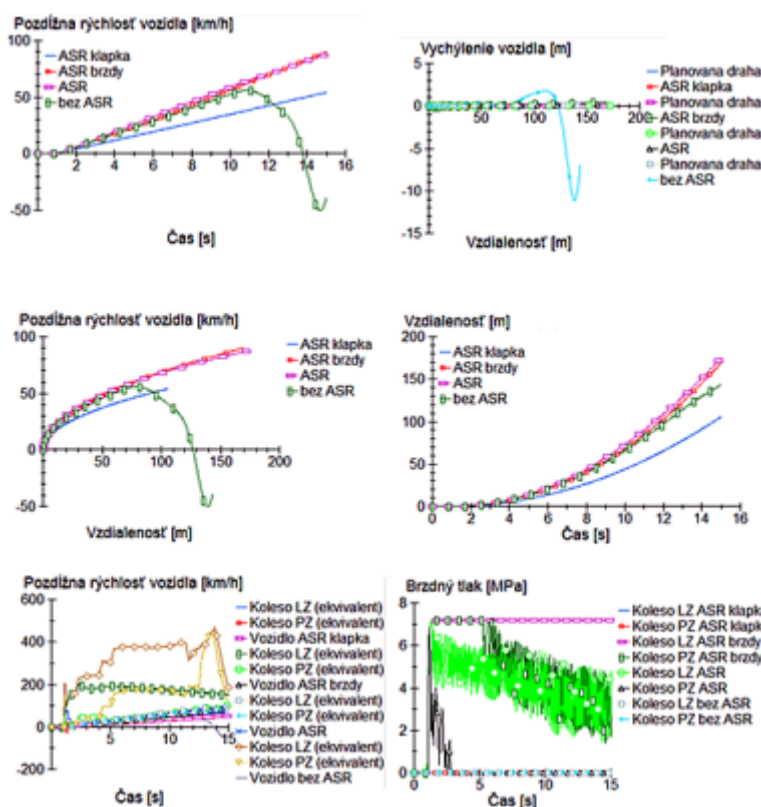 Pozdĺžna rýchlosť vozidla [km/h]
100
50
0
-50
ASR klapka
ASR brzdy
ASR
bez ASR
2 4 6 8 10 12 14 16
Čas [s]
Vychýlenie vozidla [m]
5
0
-5
-10
-15
50 100 150 200
Planovana draha
ASR klapka
Planovana draha
ASR brzdy
Planovana draha
ASR
Planovana draha
bez ASR
Vzdialenosť [m]
Pozdĺžna rýchlosť vozidla [km/h]
100
50
0
-50
ASR klapka
ASR brzdy
ASR
bez ASR
50 100 150 200
Vzdialenosť [m]
Vzdialenosť [m]
200
150
100
50
0
ASR klapka
ASR brzdy
ASR
bez ASR
0 2 4 6 8 10 12 14 16
Čas [s]
Pozdĺžna rýchlosť vozidla [km/h]
600
400
200
0
-200
5 10 15
Koleso LZ (ekvivalent)
Koleso PZ (ekvivalent)
Vozidlo ASR klapka
Koleso LZ (ekvivalent)
Koleso PZ (ekvivalent)
Vozidlo ASR brzdy
Koleso LZ (ekvivalent)
Koleso PZ (ekvivalent)
Vozidlo ASR
Koleso LZ (ekvivalent)
Koleso PZ (ekvivalent)
Vozidlo bez ASR
Čas [s]
Brzdný tlak [MPa]
8
6
4
2
0
0 5 10 15
Koleso LZ ASR klapk
Koleso PZ ASR klapk
Koleso LZ ASR brzdy
Koleso PZ ASR brzdy
Koleso LZ ASR
Koleso PZ ASR
Koleso LZ bez ASR
Koleso PZ bez ASR
Čas [s]